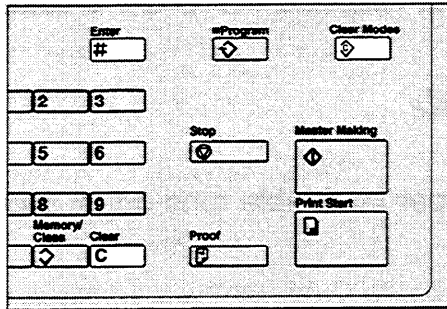 Enter
#
Program
Clear Modes
2
3
Stop
Master Making
5
6
8
9
Print Start
Memory/
Class
Clear
C
Proof